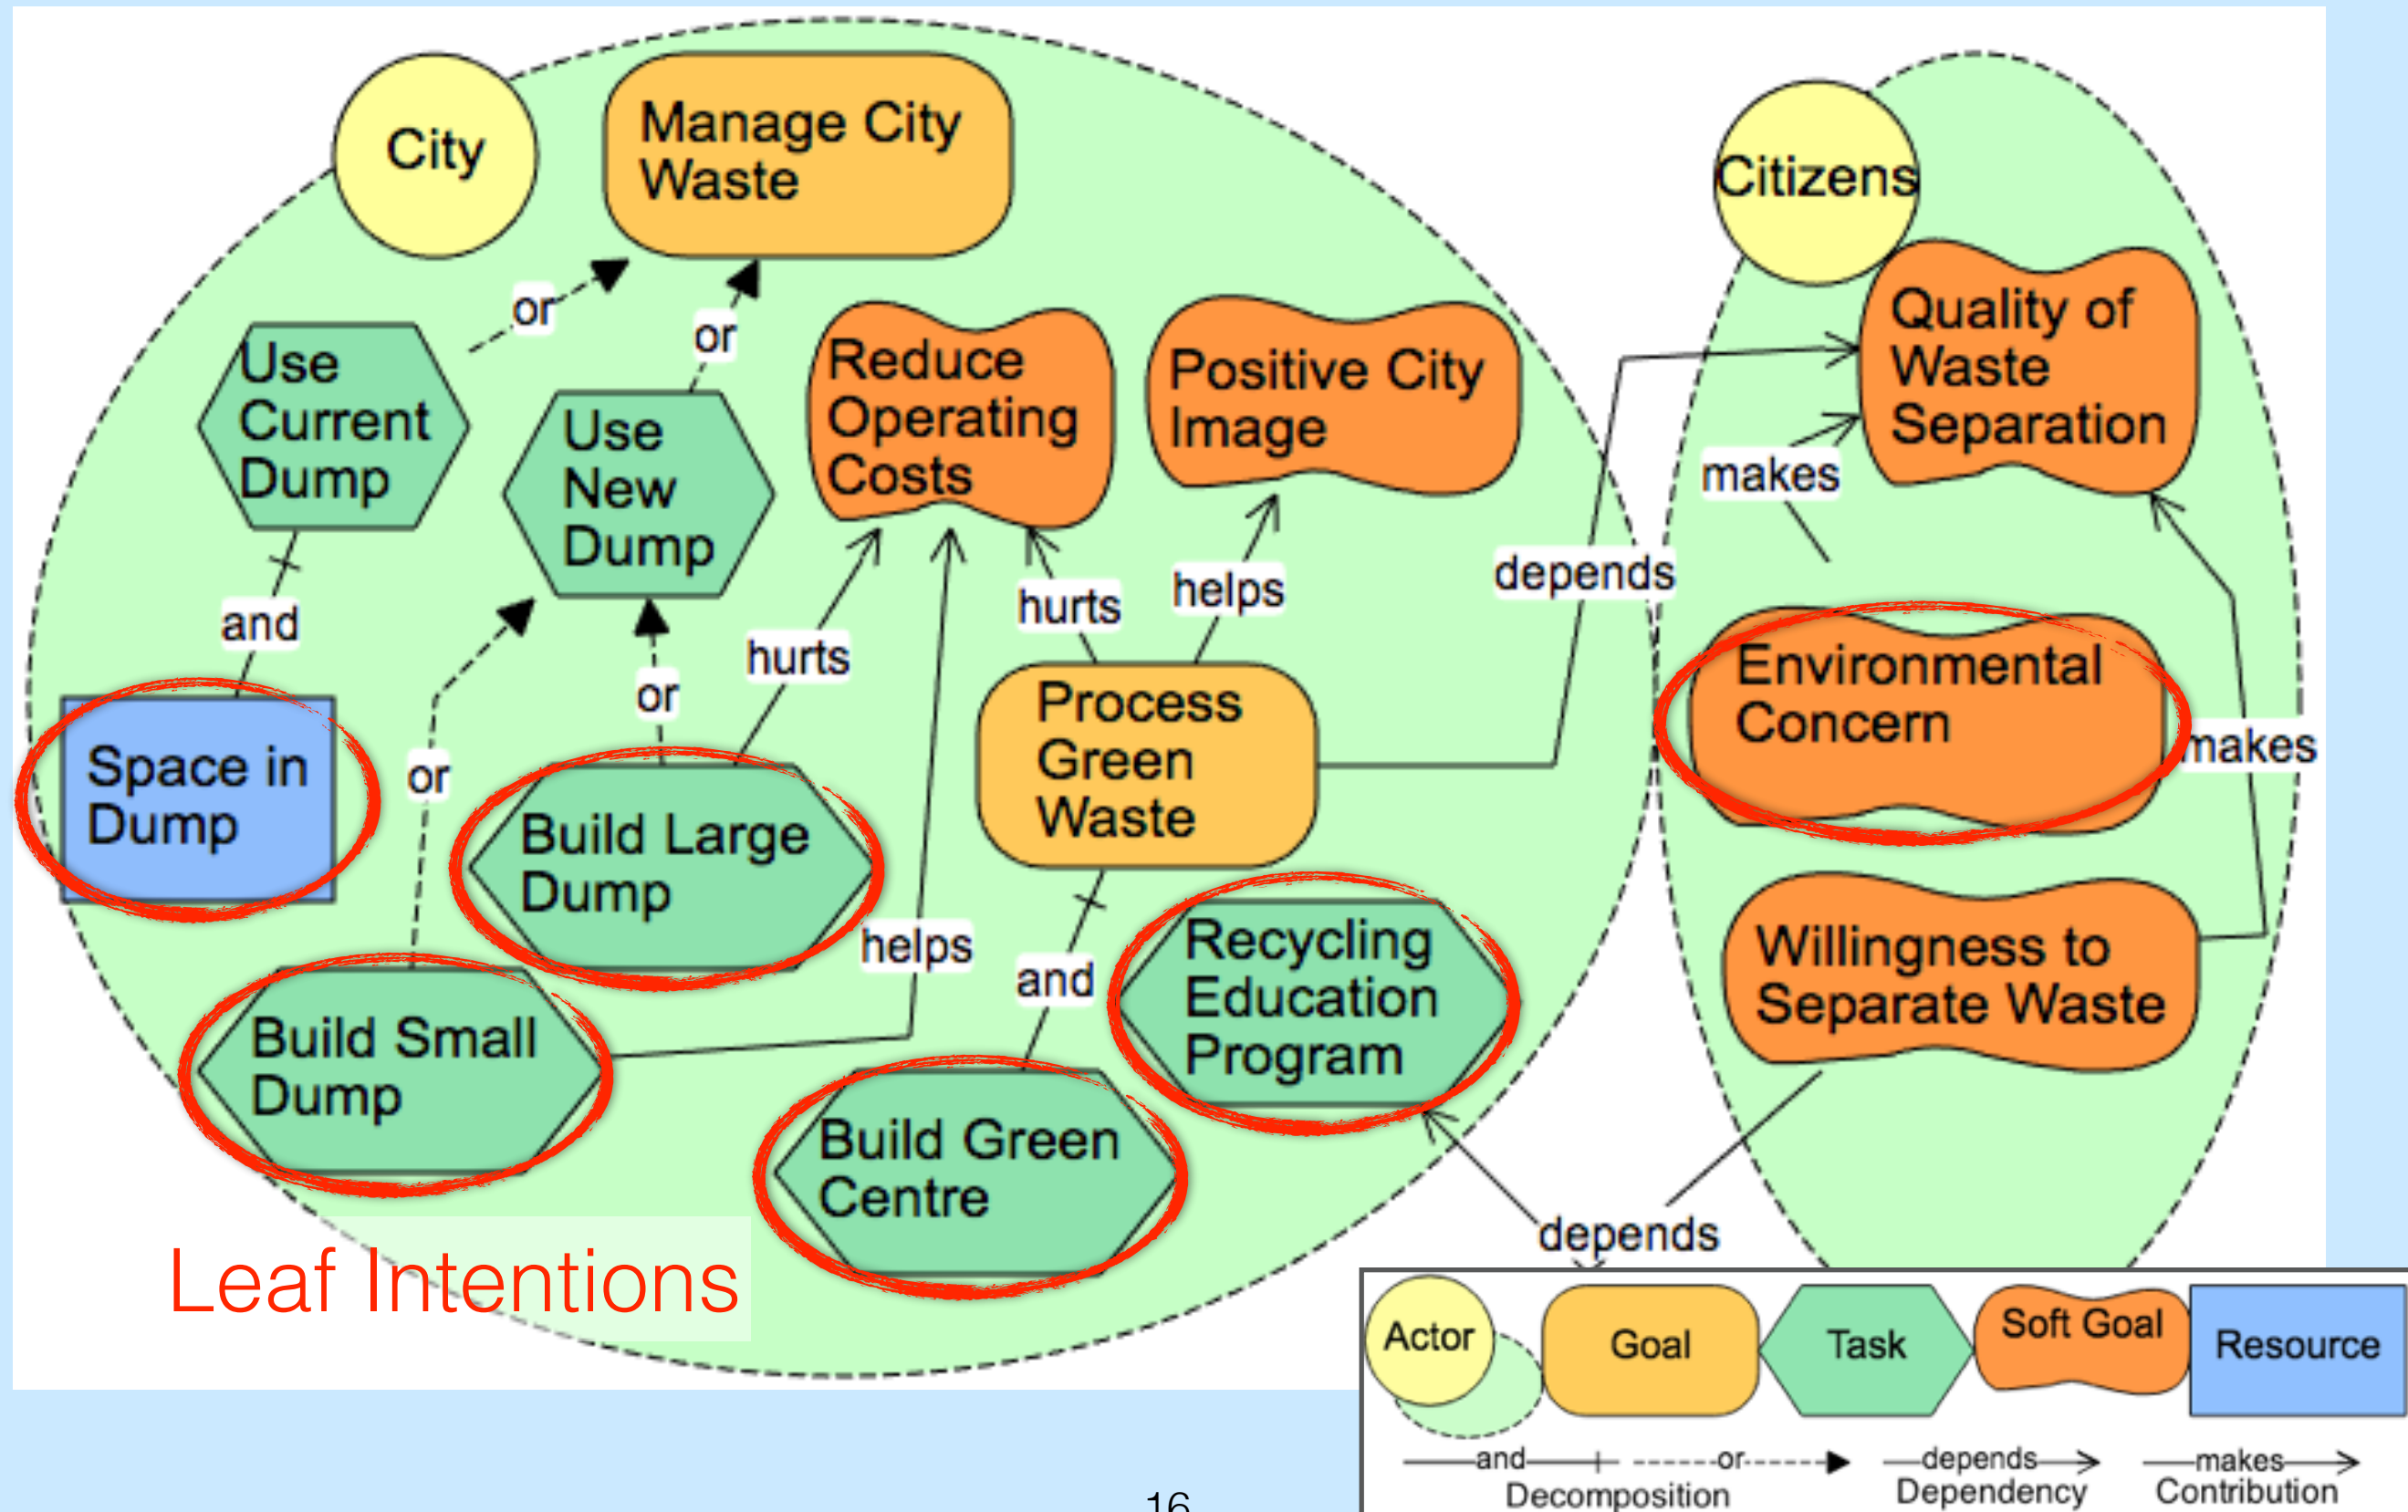 City
Manage City
Waste
Citizens
or
or
Use
Current
Dump
Use
New
Dump
Reduce
Operating
Costs
Positive City
Image
Quality of
Waste
Separation
makes
depends
and
hurts
hurts
helps
or
Space in
Dump
or
Build Large
Dump
Process
Green
Waste
Environmental
Concern
makes
helps
and
Recycling
Education
Program
Willingness to
Separate Waste
Build Small
Dump
Build Green
Centre
depends
Leaf Intentions
Actor
Goal
Task
Soft Goal
Resource
and
or
depends
makes
Decomposition
Dependency
Contribution
16